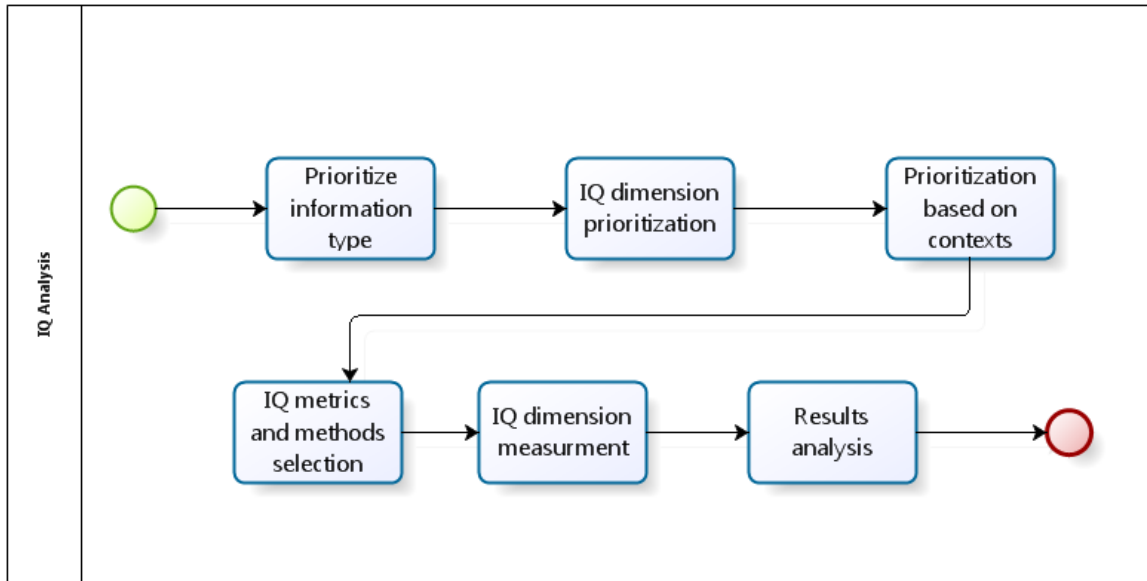 IQ Analysis
Prioritize
information
type
IQ dimension
prioritization
Prioritization
based on
contexts
IQ metrics
and methods
selection
IQ dimension
measurment
Results
analysis